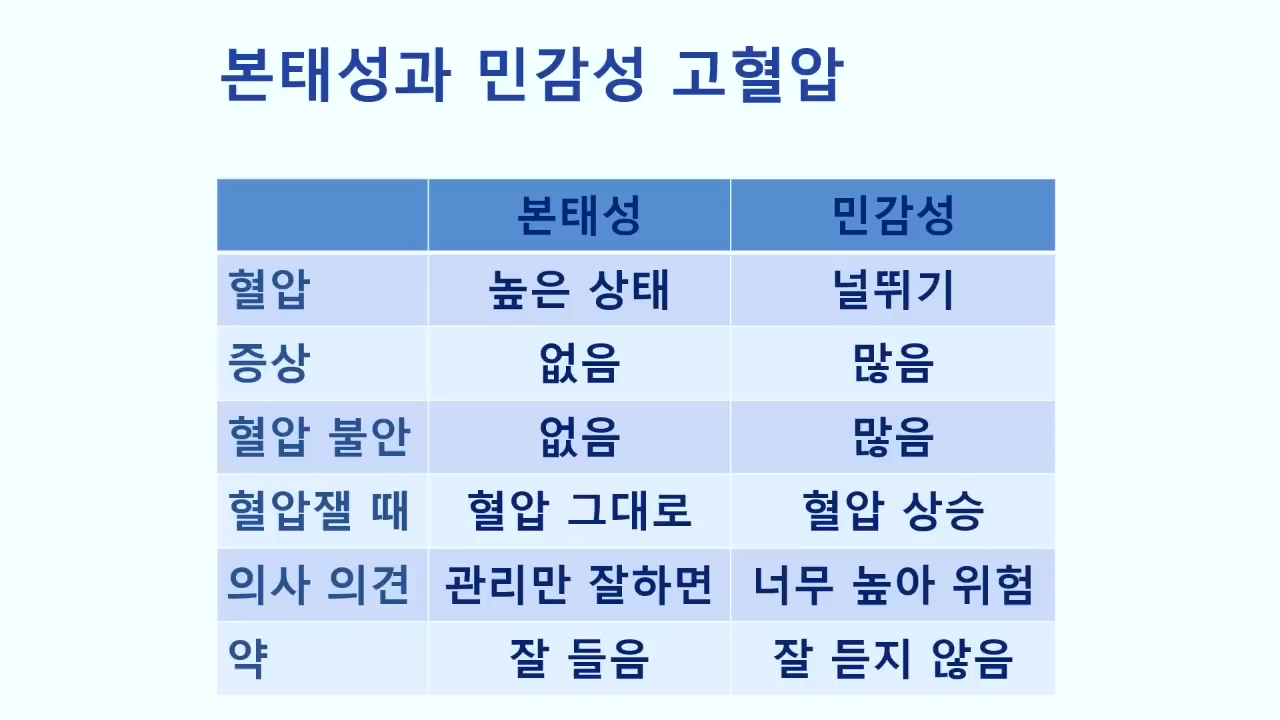 본태성과 민감성 고혈압
본태성 민감성
혈압 높은 상태 널뛰기
증상 없음 많음
혈압 불안 없음 많음
혈압잴 때 혈압 그대로 혈압 상승
의사 의견 관리만 잘하면 너무 높아 위험
약 잘 들음 잘 듣지 않음